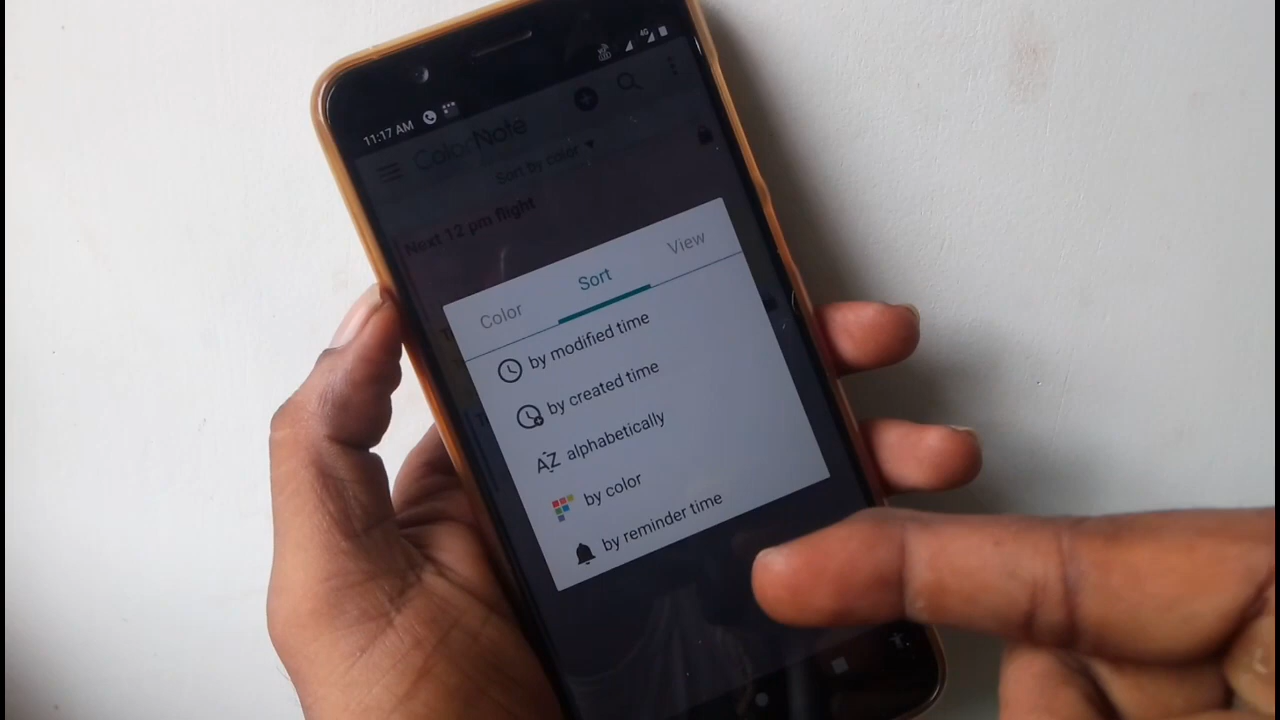 11:17 AM
4G
ColorNote
Sort by color
Next 12 pm flight
Color Sort View
by modified time
by created time
AZ alphabetically
by color
by reminder time